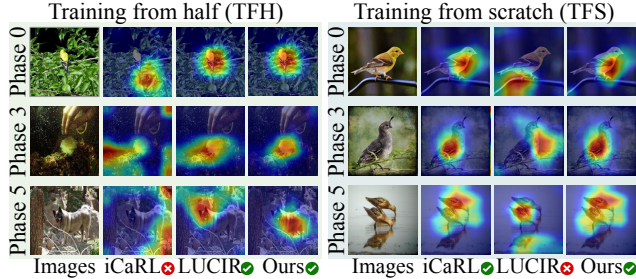 Training from half (TFH)
Training from scratch (TFS)
Phase 0
Phase 3
Phase 5
Images iCaRL LUCIR Ours
Phase 0
Phase 3
Phase 5
Images iCaRL LUCIR Ours